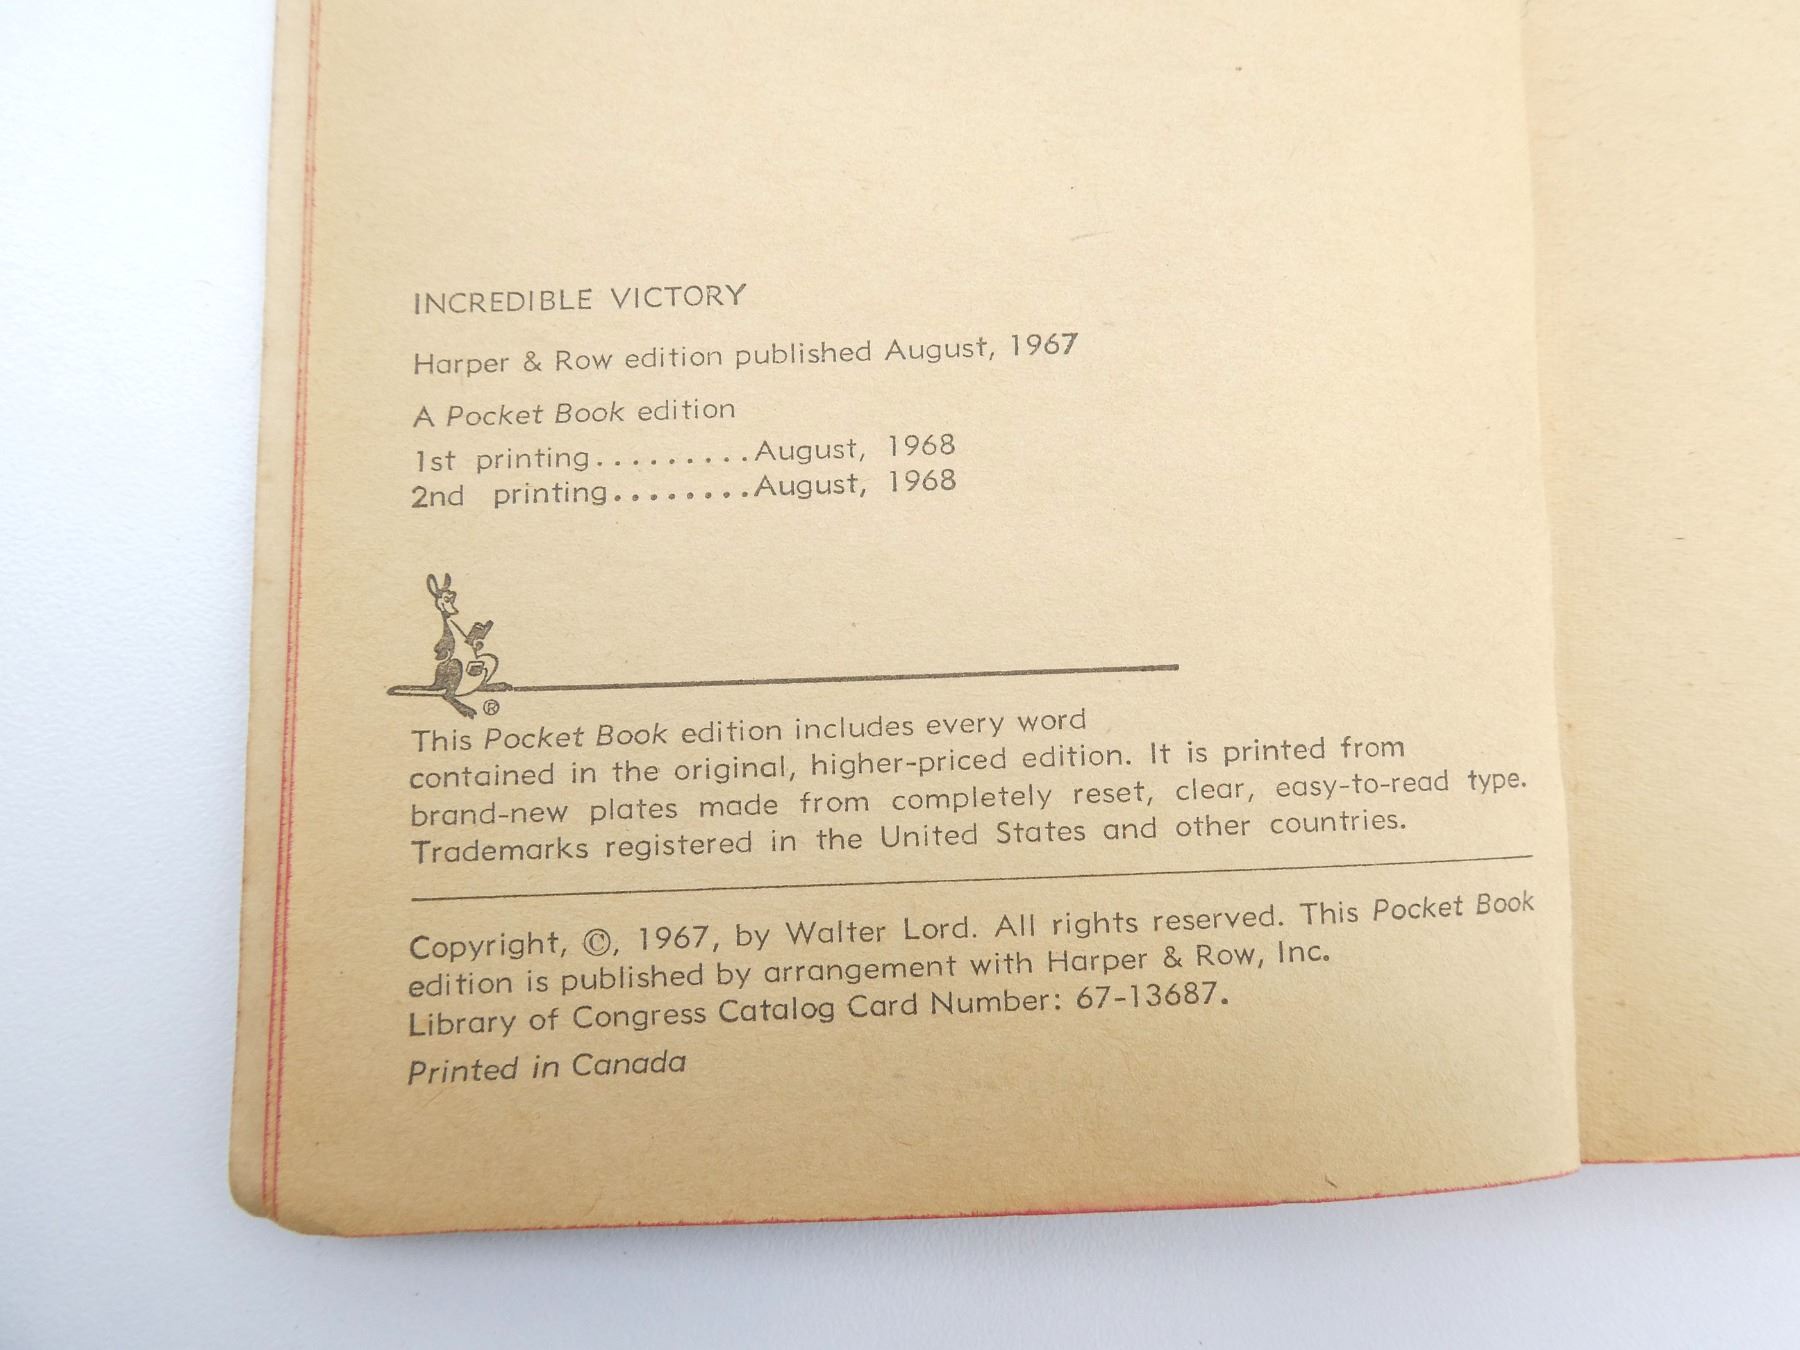 INCREDIBLE VICTORY
Harper & Row edition published August, 1967
A Pocket Book edition
1st printing.........August, 1968
2nd printing........August, 1968
®
This Pocket Book edition includes every word
contained in the original, higher-priced edition. It is printed from
brand-new plates made from completely reset, clear, easy-to-read type.
Trademarks registered in the United States and other countries.
Copyright, ©, 1967, by Walter Lord. All rights reserved. This Pocket Book
edition is published by arrangement with Harper & Row, Inc.
Library of Congress Catalog Card Number: 67-13687.
Printed in Canada